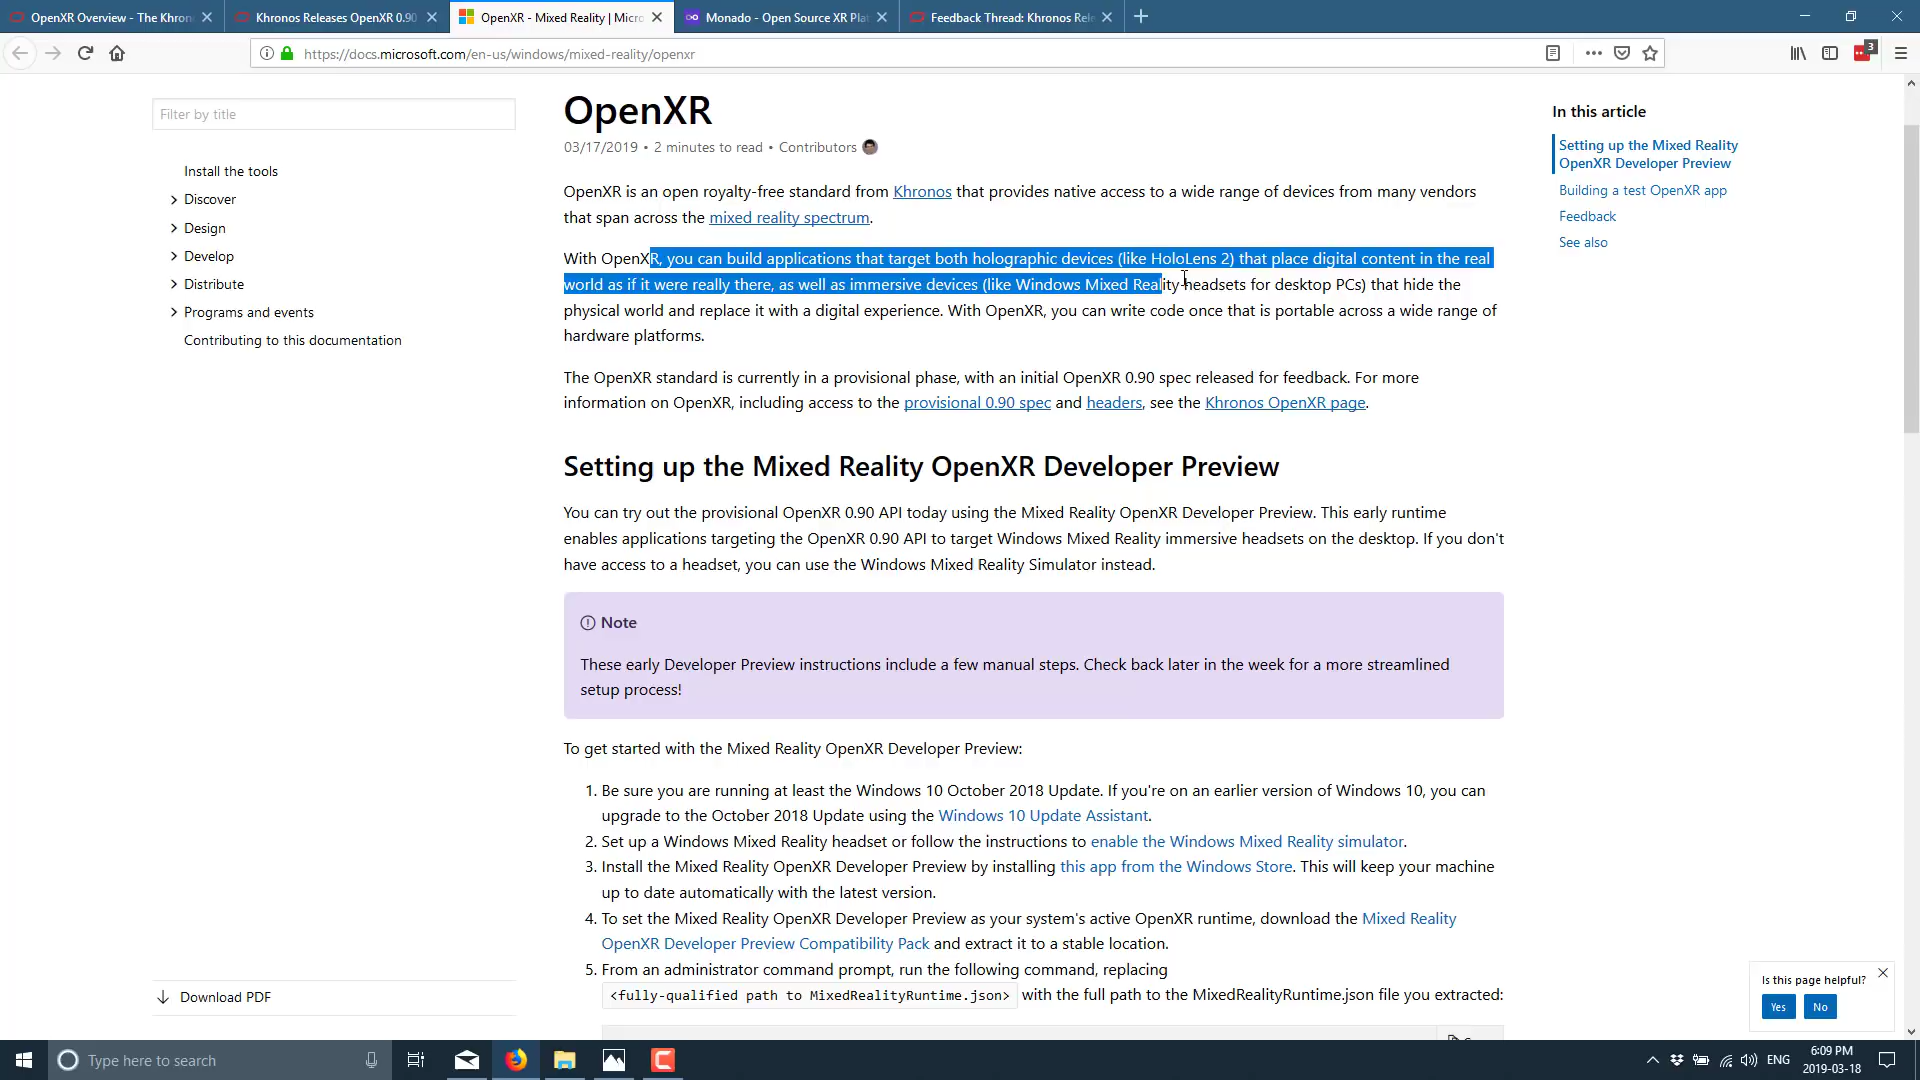 OpenXR Overview - The Khron
Khronos Releases OpenXR 0.90
OpenXR - Mixed Reality | Micro
Monado - Open Source XR Pla
Feedback Thread: Khronos Rel
https://docs.microsoft.com/en-us/windows/mixed-reality/openxr
3
Filter by title
Install the tools
Discover
Design
Develop
Distribute
Programs and events
Contributing to this documentation
Download PDF
OpenXR
03/17/2019 • 2 minutes to read • Contributors
OpenXR is an open royalty-free standard from Khronos that provides native access to a wide range of devices from many vendors
that span across the mixed reality spectrum.
With OpenXR, you can build applications that target both holographic devices (like HoloLens 2) that place digital content in the real
world as if it were really there, as well as immersive devices (like Windows Mixed Reality headsets for desktop PCs) that hide the
physical world and replace it with a digital experience. With OpenXR, you can write code once that is portable across a wide range of
hardware platforms.
The OpenXR standard is currently in a provisional phase, with an initial OpenXR 0.90 spec released for feedback. For more
information on OpenXR, including access to the provisional 0.90 spec and headers, see the Khronos OpenXR page.
Setting up the Mixed Reality OpenXR Developer Preview
You can try out the provisional OpenXR 0.90 API today using the Mixed Reality OpenXR Developer Preview. This early runtime
enables applications targeting the OpenXR 0.90 API to target Windows Mixed Reality immersive headsets on the desktop. If you don't
have access to a headset, you can use the Windows Mixed Reality Simulator instead.
Note
These early Developer Preview instructions include a few manual steps. Check back later in the week for a more streamlined
setup process!
To get started with the Mixed Reality OpenXR Developer Preview:
1. Be sure you are running at least the Windows 10 October 2018 Update. If you're on an earlier version of Windows 10, you can
upgrade to the October 2018 Update using the Windows 10 Update Assistant.
2. Set up a Windows Mixed Reality headset or follow the instructions to enable the Windows Mixed Reality simulator.
3. Install the Mixed Reality OpenXR Developer Preview by installing this app from the Windows Store. This will keep your machine
up to date automatically with the latest version.
4. To set the Mixed Reality OpenXR Developer Preview as your system's active OpenXR runtime, download the Mixed Reality
OpenXR Developer Preview Compatibility Pack and extract it to a stable location.
5. From an administrator command prompt, run the following command, replacing
<fully-qualified path to MixedRealityRuntime.json> with the full path to the MixedRealityRuntime.json file you extracted:
In this article
Setting up the Mixed Reality
OpenXR Developer Preview
Building a test OpenXR app
Feedback
See also
Is this page helpful?
Yes
No
Type here to search
ENG
6:09 PM
2019-03-18